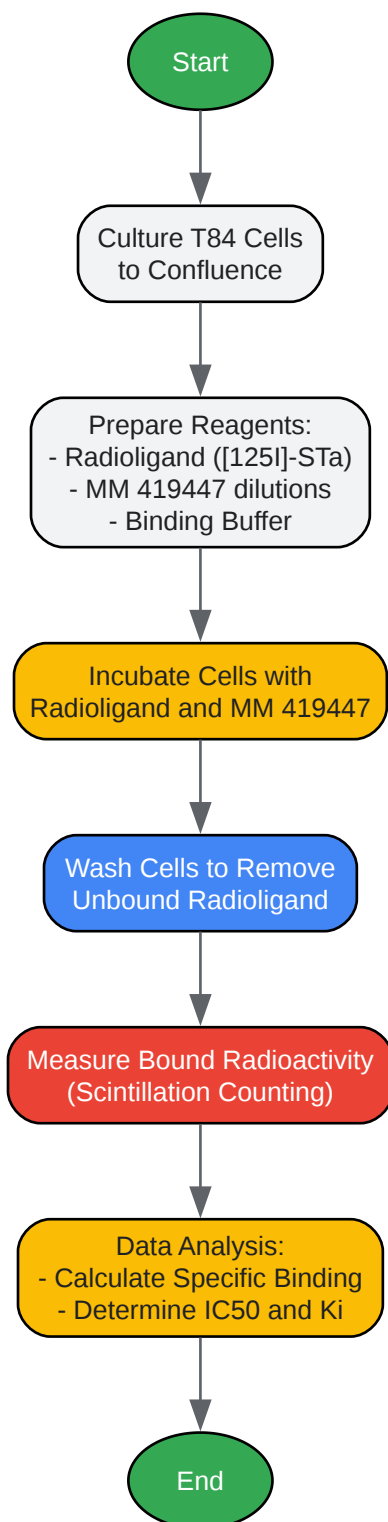 Start
Culture T84 Cells
to Confluence
Prepare Reagents:
- Radioligand ([125I]-STa)
- MM 419447 dilutions
- Binding Buffer
Incubate Cells with
Radioligand and MM 419447
Wash Cells to Remove
Unbound Radioligand
Measure Bound Radioactivity
(Scintillation Counting)
Data Analysis:
- Calculate Specific Binding
- Determine IC50 and Ki
End